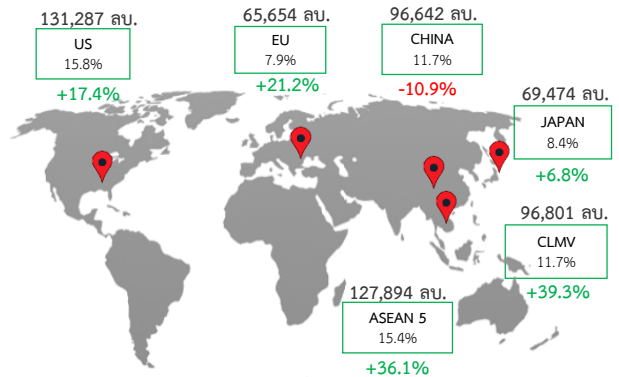 131,287 ลบ.
US
15.8%
+17.4%
65,654 ลบ.
EU
7.9%
+21.2%
96,642 ลบ.
CHINA
11.7%
-10.9%
69,474 ลบ.
JAPAN
8.4%
+6.8%
96,801 ลบ.
CLMV
11.7%
+39.3%
127,894 ลบ.
ASEAN 5
15.4%
+36.1%